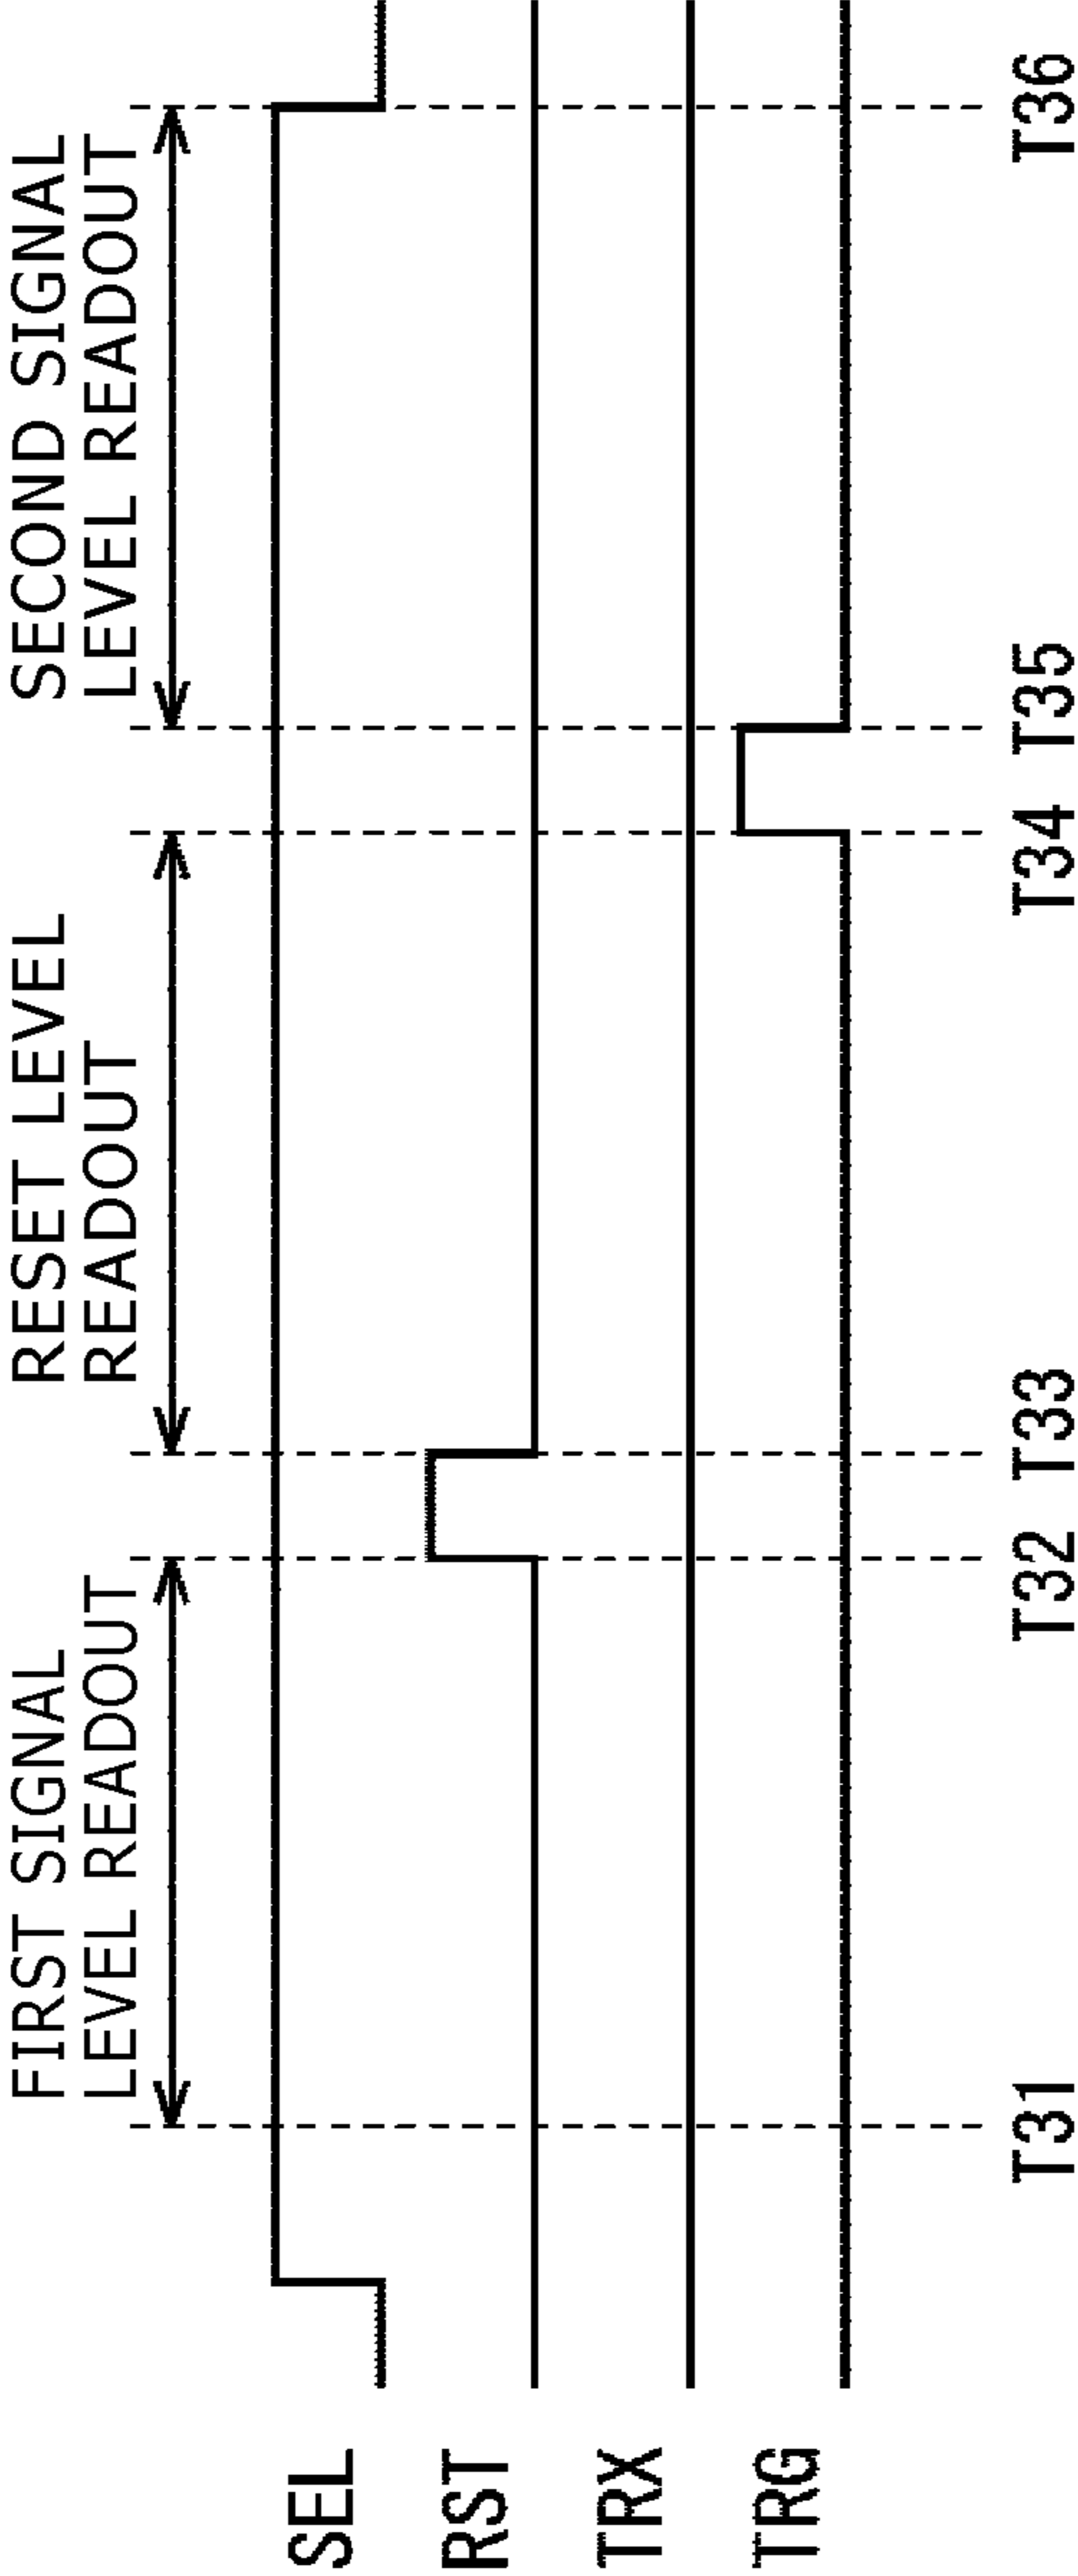 FIRST SIGNAL
LEVEL READOUT
RESET LEVEL
READOUT
SECOND SIGNAL
LEVEL READOUT
SEL
RST
TRX
TRG
T31
T32
T33
T34
T35
T36